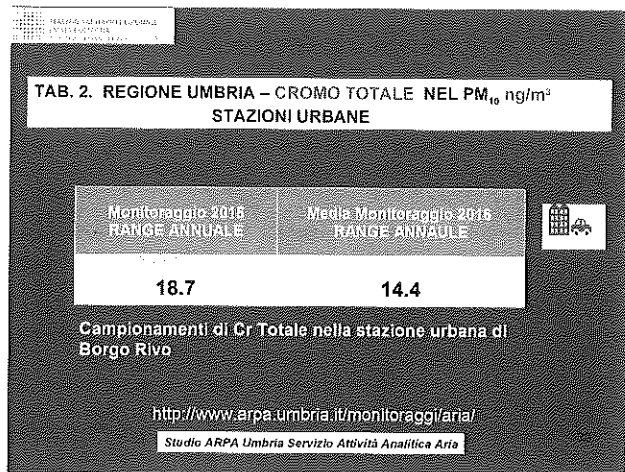 TAB. 2. REGIONE UMBRIA – CROMO TOTALE NEL PM10 ng/m³
STAZIONI URBANE
Monitoraggio 2015 Media Monitoraggio 2016
RANGE ANNUALE RANGE ANNAULE
18.7 14.4
Campionamenti di Cr Totale nella stazione urbana di
Borgo Rivo
http://www.arpa.umbria.it/monitoraggi/aria/
Studio ARPA Umbria Servizio Attività Analitica Aria